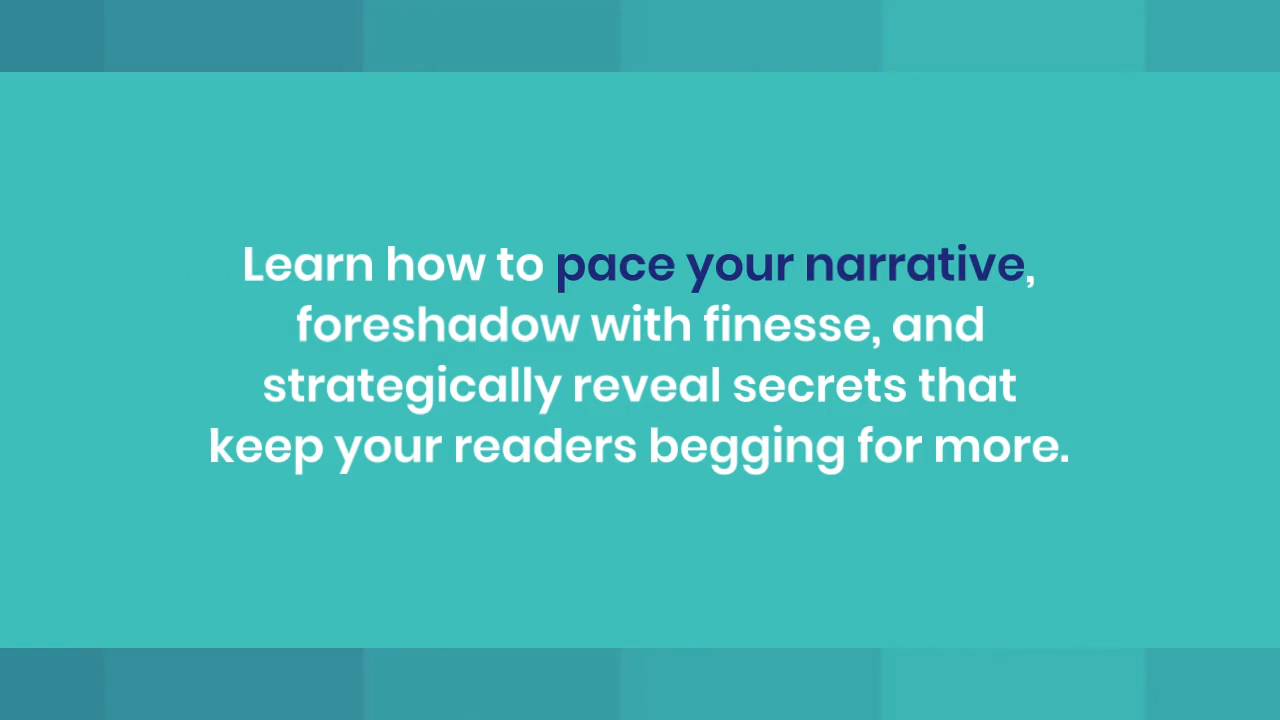 Learn how to pace your narrative,
foreshadow with finesse, and
strategically reveal secrets that
keep your readers begging for more.